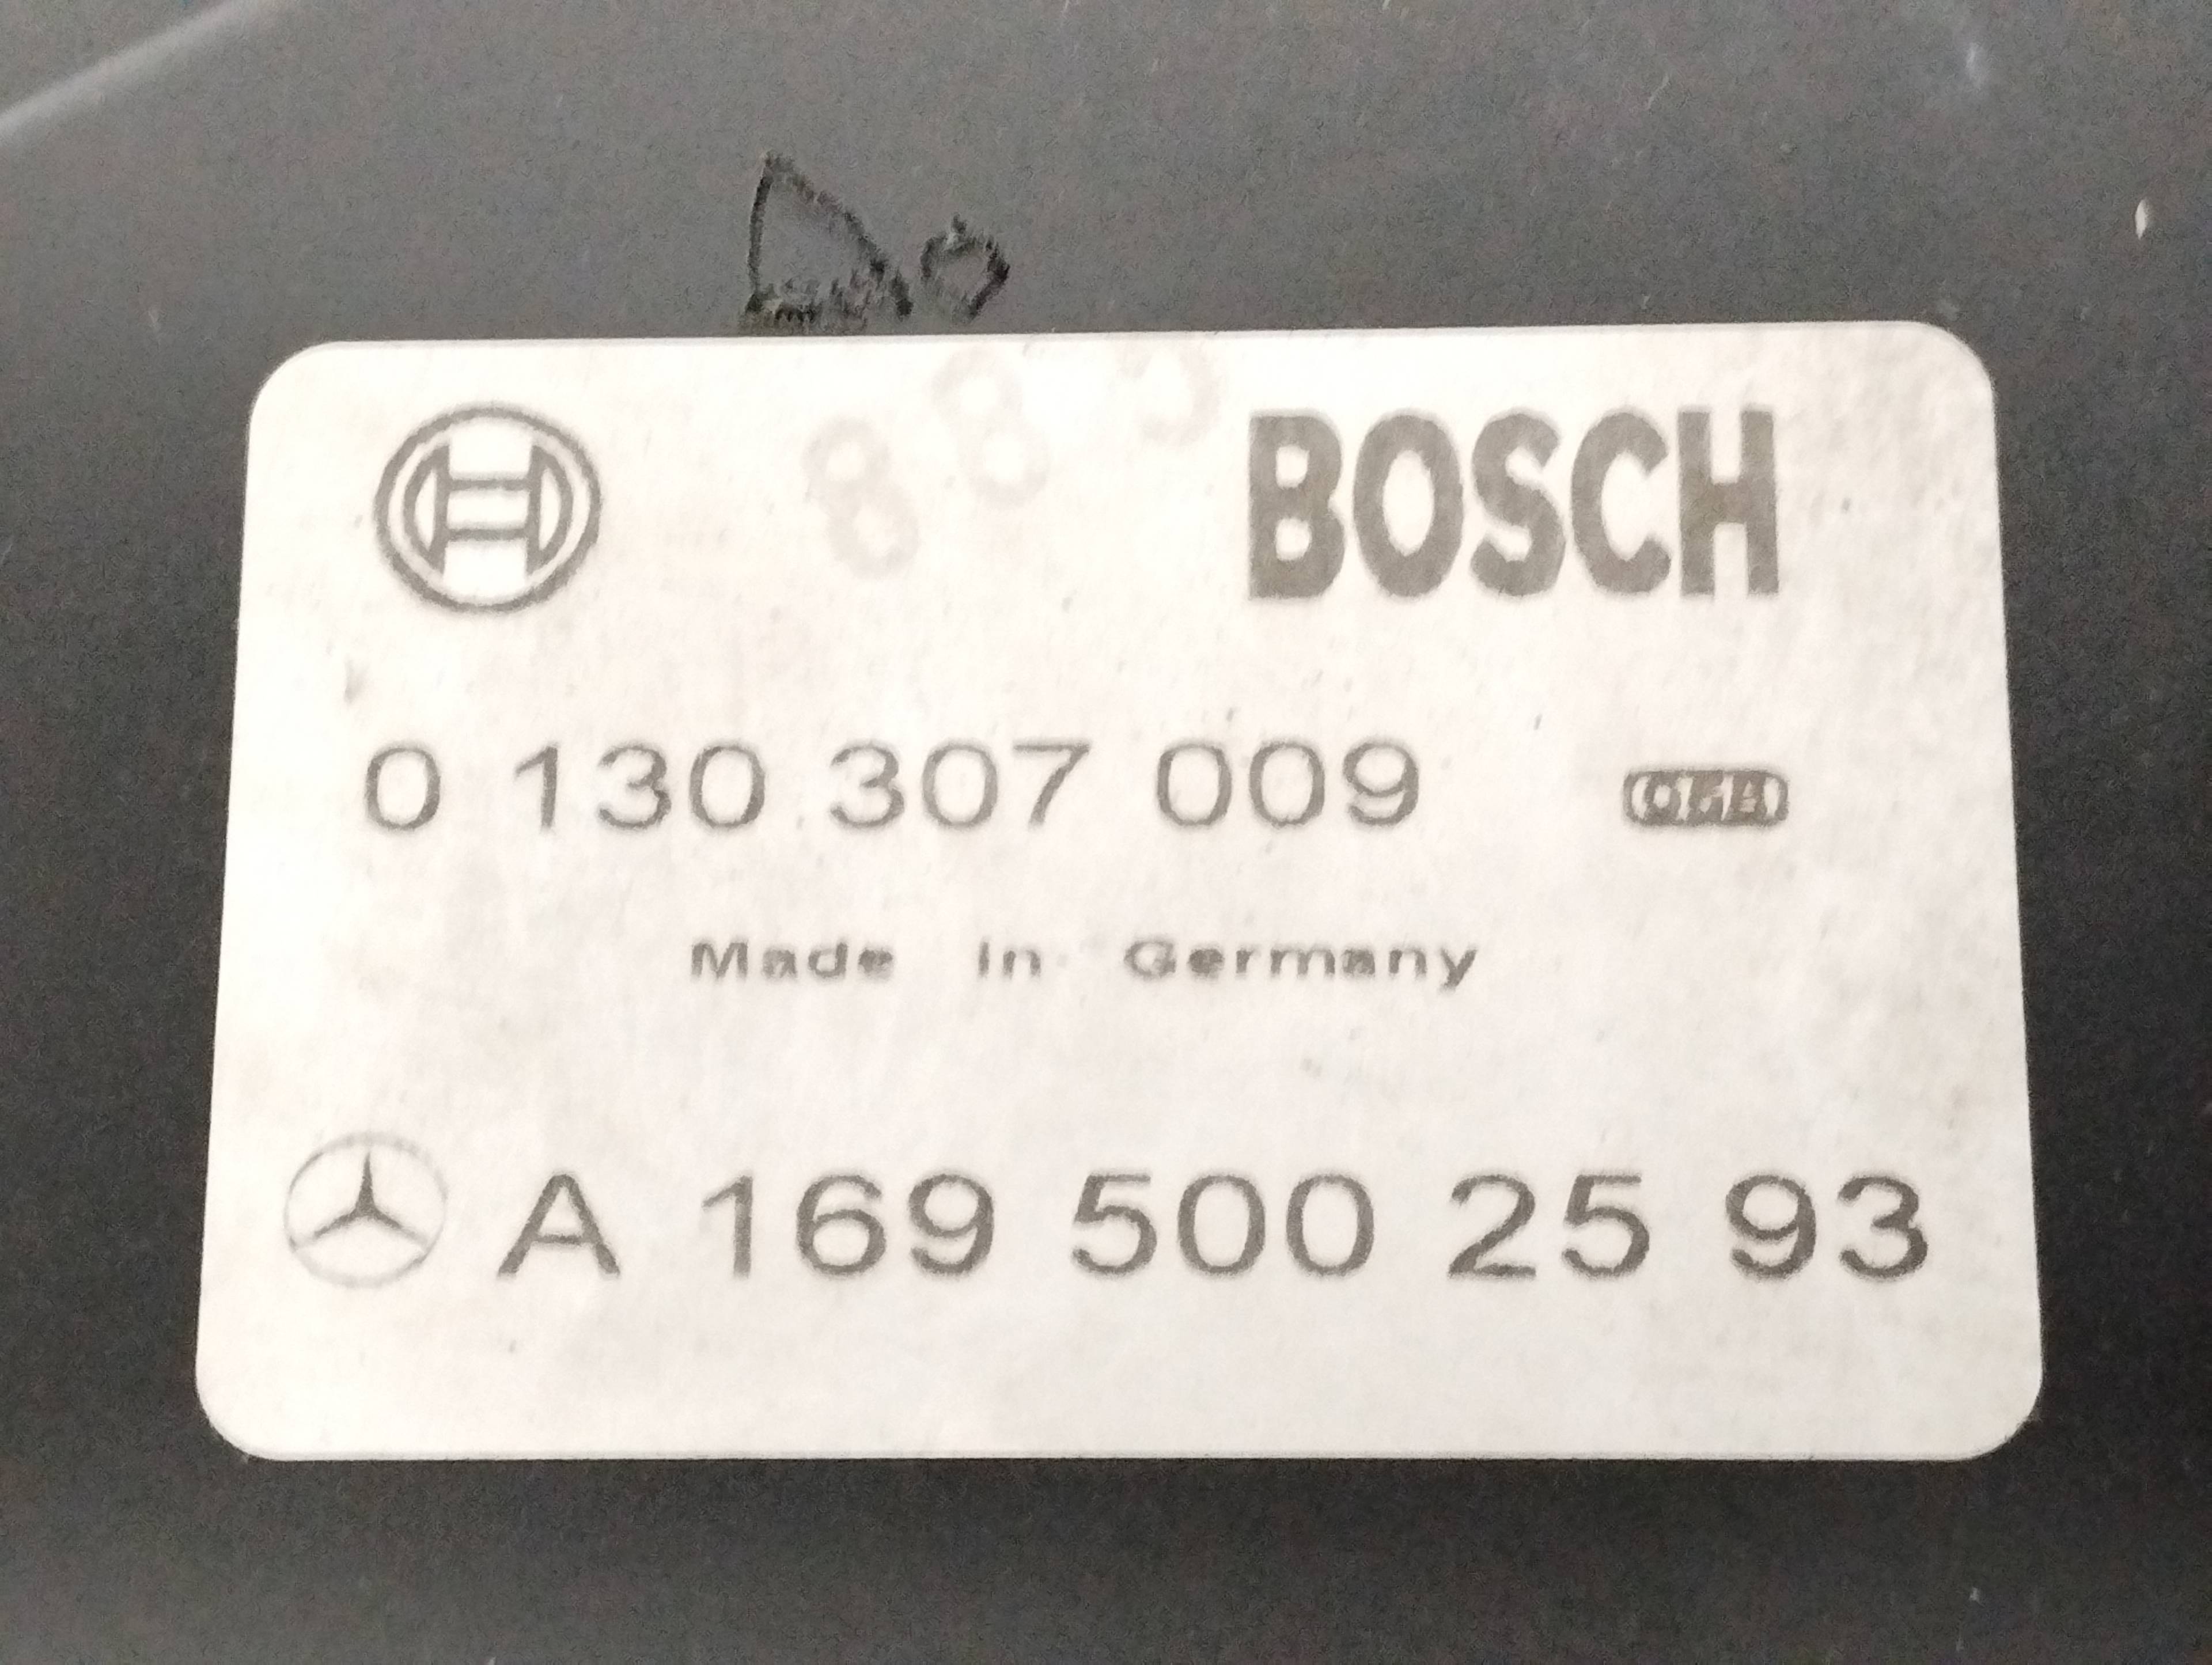 BOSCH
0 130 307 009
Made in Germany
A 169 500 25 93